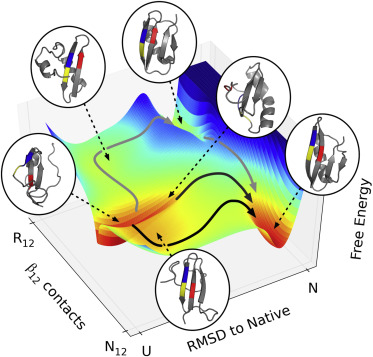 R12
β12 contacts
N12
U
RMSD to Native
N
Free Energy